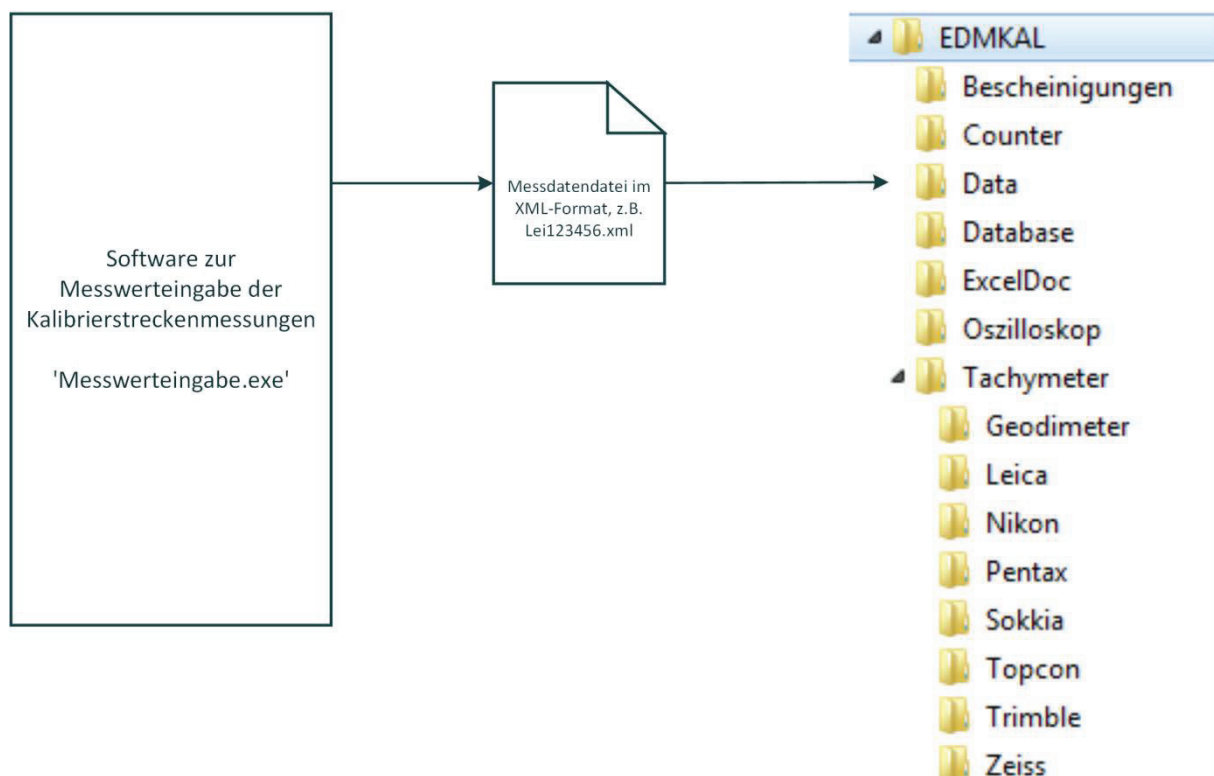 Software zur
Messwerteingabe der
Kalibrierstreckenmessungen
'Messwerteingabe.exe'
Messdatendatei im
XML-Format, z.B.
Lei123456.xml
EDMKAL
Bescheinigungen
Counter
Data
Database
ExcelDoc
Oszilloskop
Tachymeter
Geodimeter
Leica
Nikon
Pentax
Sokkia
Topcon
Trimble
Zeiss